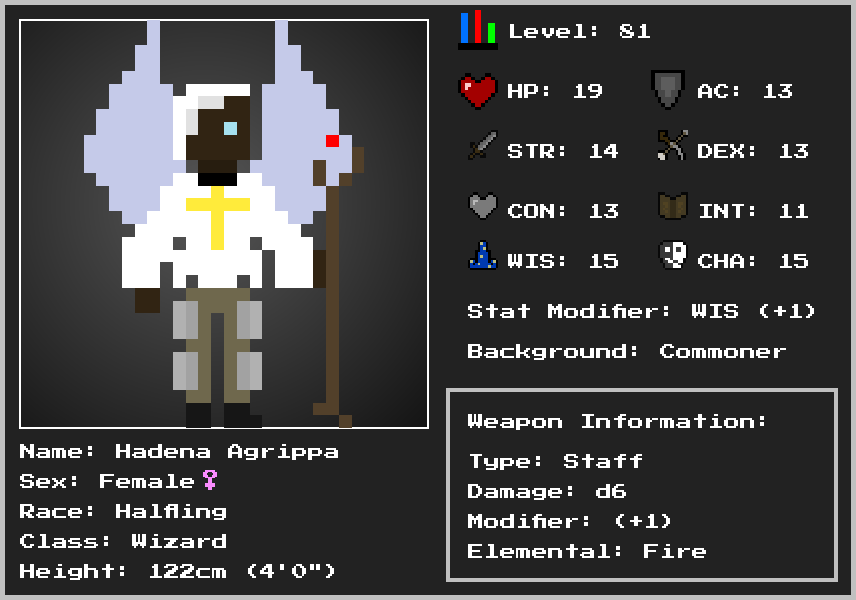 Level: 81
HP: 19
AC: 13
STR: 14
DEX: 13
CON: 13
INT: 11
WIS: 15
CHA: 15
Stat Modifier: WIS (+1)
Background: Commoner
Weapon Information:
Type: Staff
Damage: d6
Modifier: (+1)
Elemental: Fire
Name: Hadena Agrippa
Sex: Female♀
Race: Halfling
Class: Wizard
Height: 122cm (4'0")